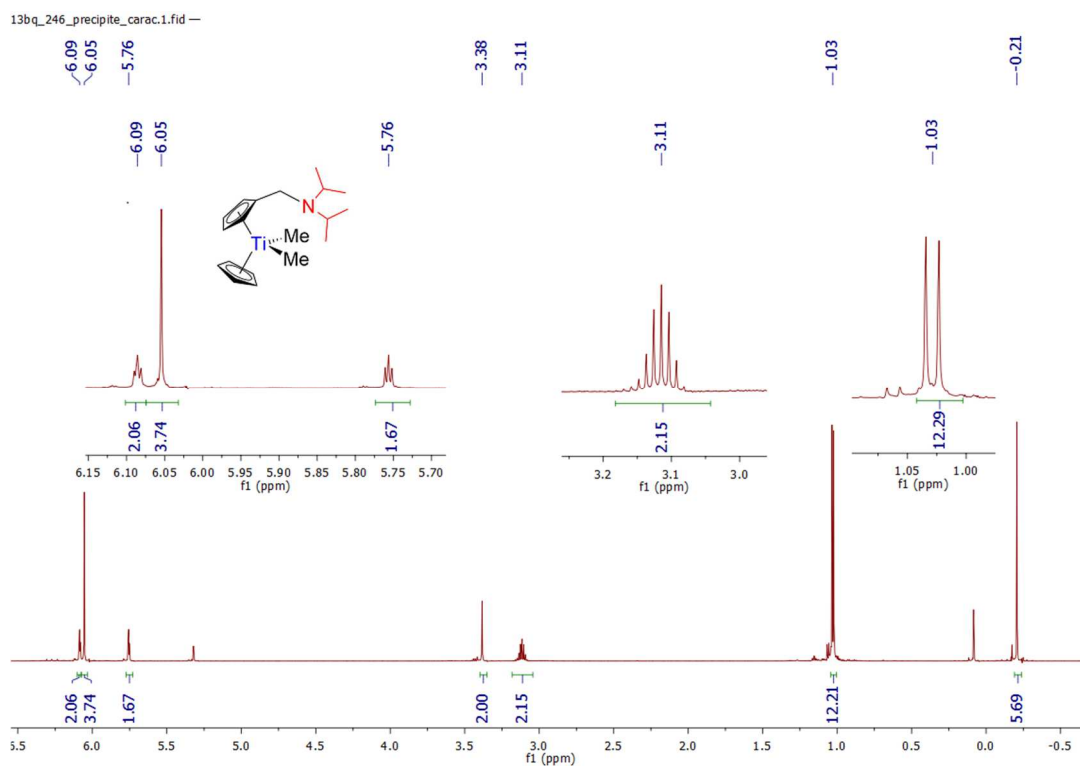 13bq_246_precipite_carac.1.fid —
6.09
6.05
5.76
3.38
3.11
1.03
-0.21
6.09
6.05
5.76
3.11
1.03
N
Ti
Me
Me
2.06
3.74
1.67
2.15
12.29
6.15 6.10 6.05 6.00 5.95 5.90 5.85 5.80 5.75 5.70
f1 (ppm)
3.2 3.1 3.0
f1 (ppm)
1.05 1.00
f1 (ppm)
2.06
3.74
1.67
2.00
2.15
12.21
5.69
5.5 6.0 5.5 5.0 4.5 4.0 3.5 3.0 2.5 2.0 1.5 1.0 0.5 0.0 -0.5
f1 (ppm)